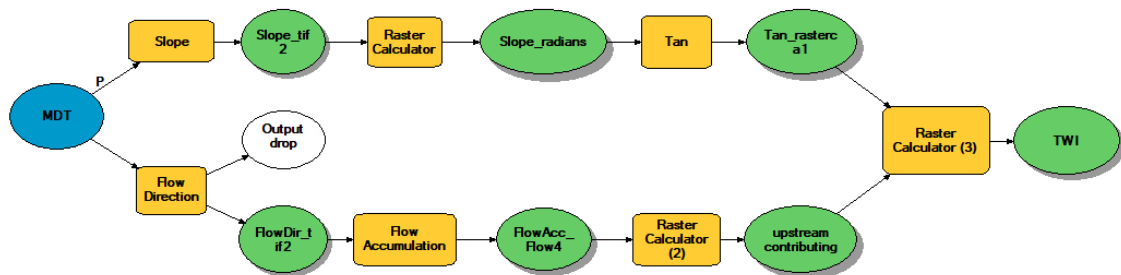 Slope
Slope_tif
2
Raster
Calculator
Slope_radians
Tan
Tan_rasterc
a1
P
MDT
Output
drop
Raster
Calculator (3)
TWI
Flow
Direction
FlowDir_t
if2
Flow
Accumulation
FlowAcc_
Flow4
Raster
Calculator
(2)
upstream
contributing